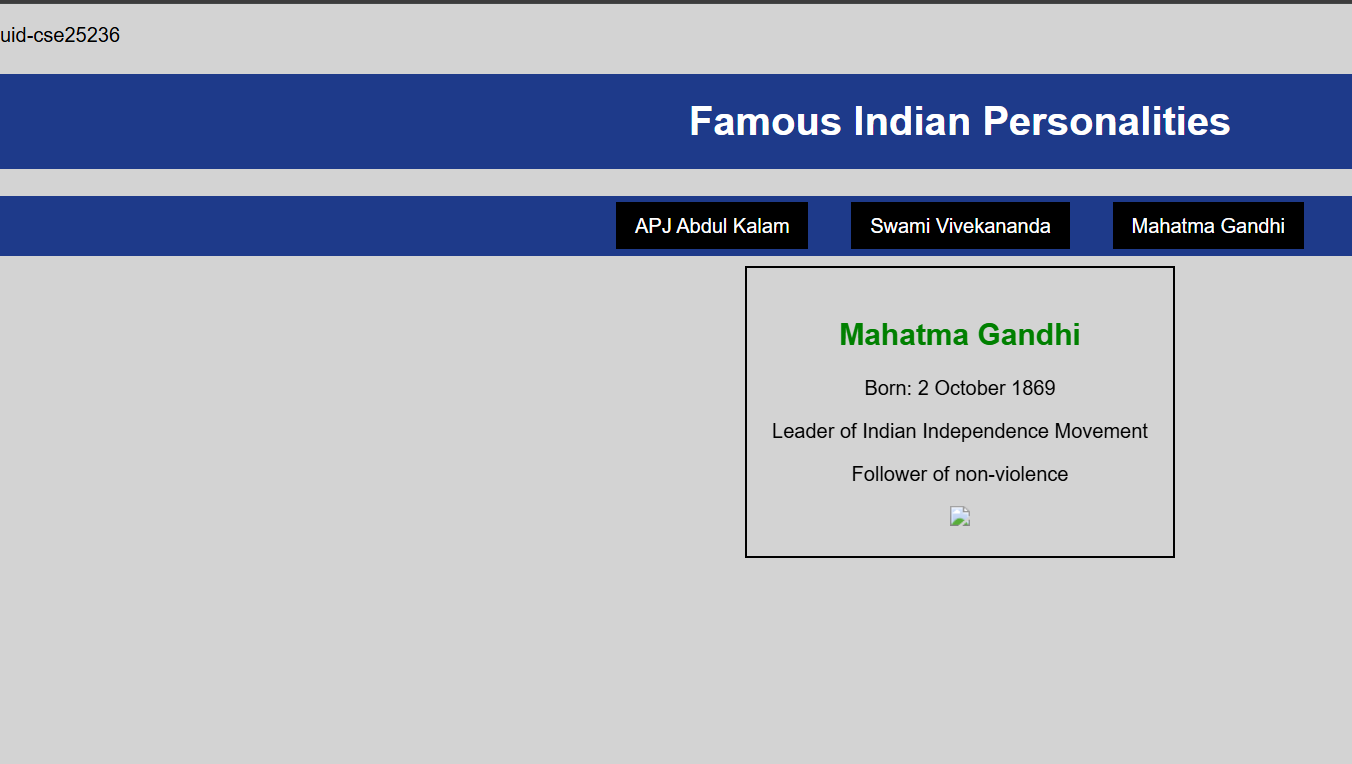 uid-cse25236
Famous Indian Personalities
APJ Abdul Kalam Swami Vivekananda Mahatma Gandhi
Mahatma Gandhi
Born: 2 October 1869
Leader of Indian Independence Movement
Follower of non-violence